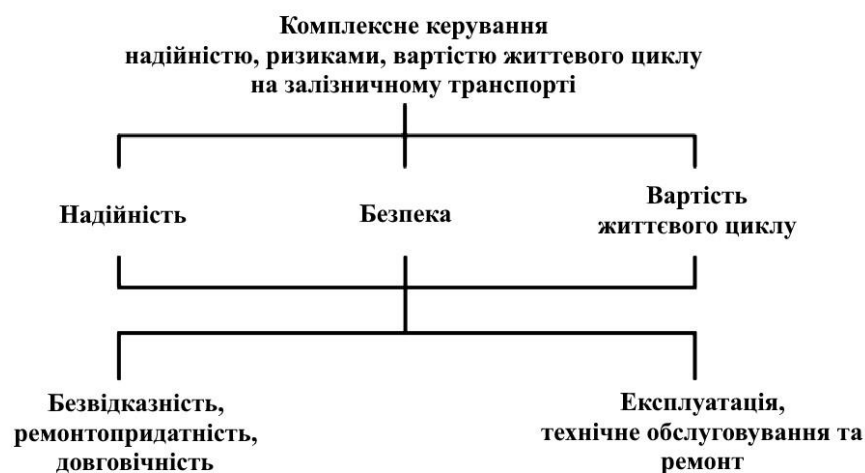 Комплексне керування
надійністю, ризиками, вартістю життевого циклу
на залізничному транспорті
Надійність
Безпека
Вартість
життєвого циклу
Безвідказність,
ремонтопридатність,
довговічність
Експлуатація,
технічне обслуговування та
ремонт